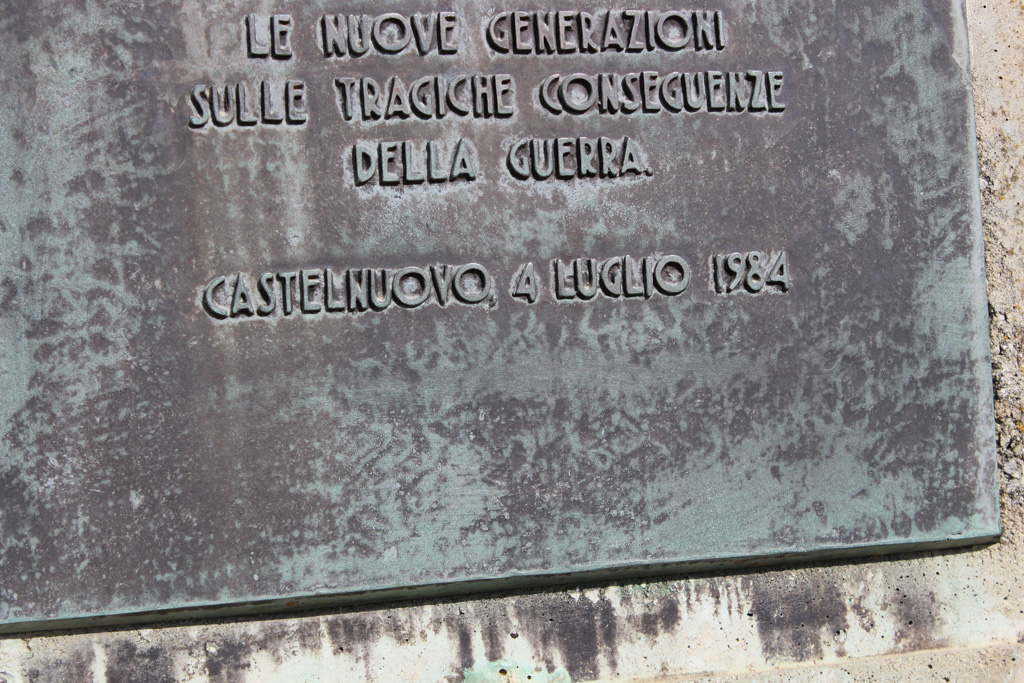 LE NUOVE GENERAZIONI
SULLE TRAGICHE CONSEGUENZE
DELLA GUERRA.
CASTELNUOVO, 4 LUGLIO 1984